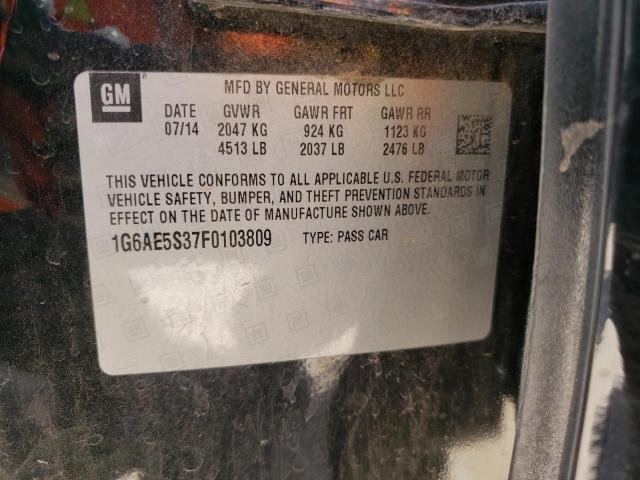 GM
MFD BY GENERAL MOTORS LLC
DATE GVWR GAWR FRT GAWR RR
07/14 2047 KG 924 KG 1123 KG
4513 LB 2037 LB 2476 LB
THIS VEHICLE CONFORMS TO ALL APPLICABLE U.S. FEDERAL MOTOR
VEHICLE SAFETY, BUMPER, AND THEFT PREVENTION STANDARDS IN
EFFECT ON THE DATE OF MANUFACTURE SHOWN ABOVE.
1G6AE5S37F0103809 TYPE: PASS CAR